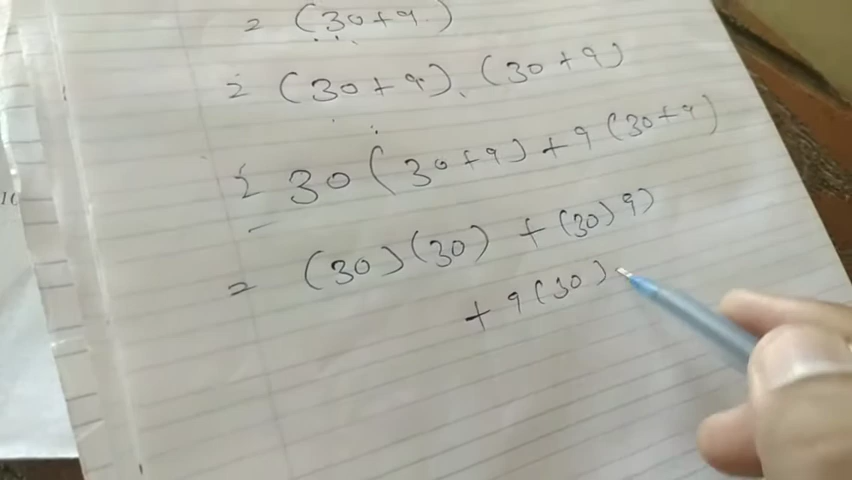 = (30+9)
= (30+9) . (30+9)
= 30 (30+9) + 9 (30+9)
= (30) (30) + (30) 9)
+ 9 (30)